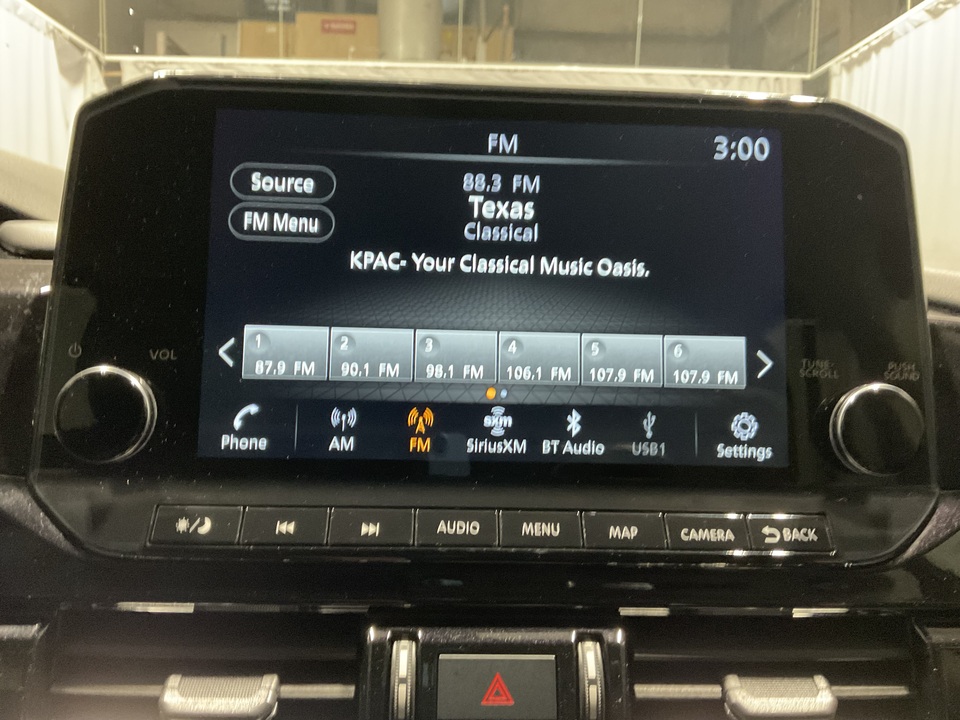 FM
3:00
Source
FM Menu
88.3 FM
Texas
Classical
KPAC- Your Classical Music Oasis.
1
87.9 FM
2
90.1 FM
3
98.1 FM
4
106.1 FM
5
107.9 FM
6
107.9 FM
VOL
TUNE-
SCROLL
PUSH
SOUND
Phone
AM
FM
sxm
SiriusXM
BT Audio
USB1
Settings
AUDIO
MENU
MAP
CAMERA
BACK